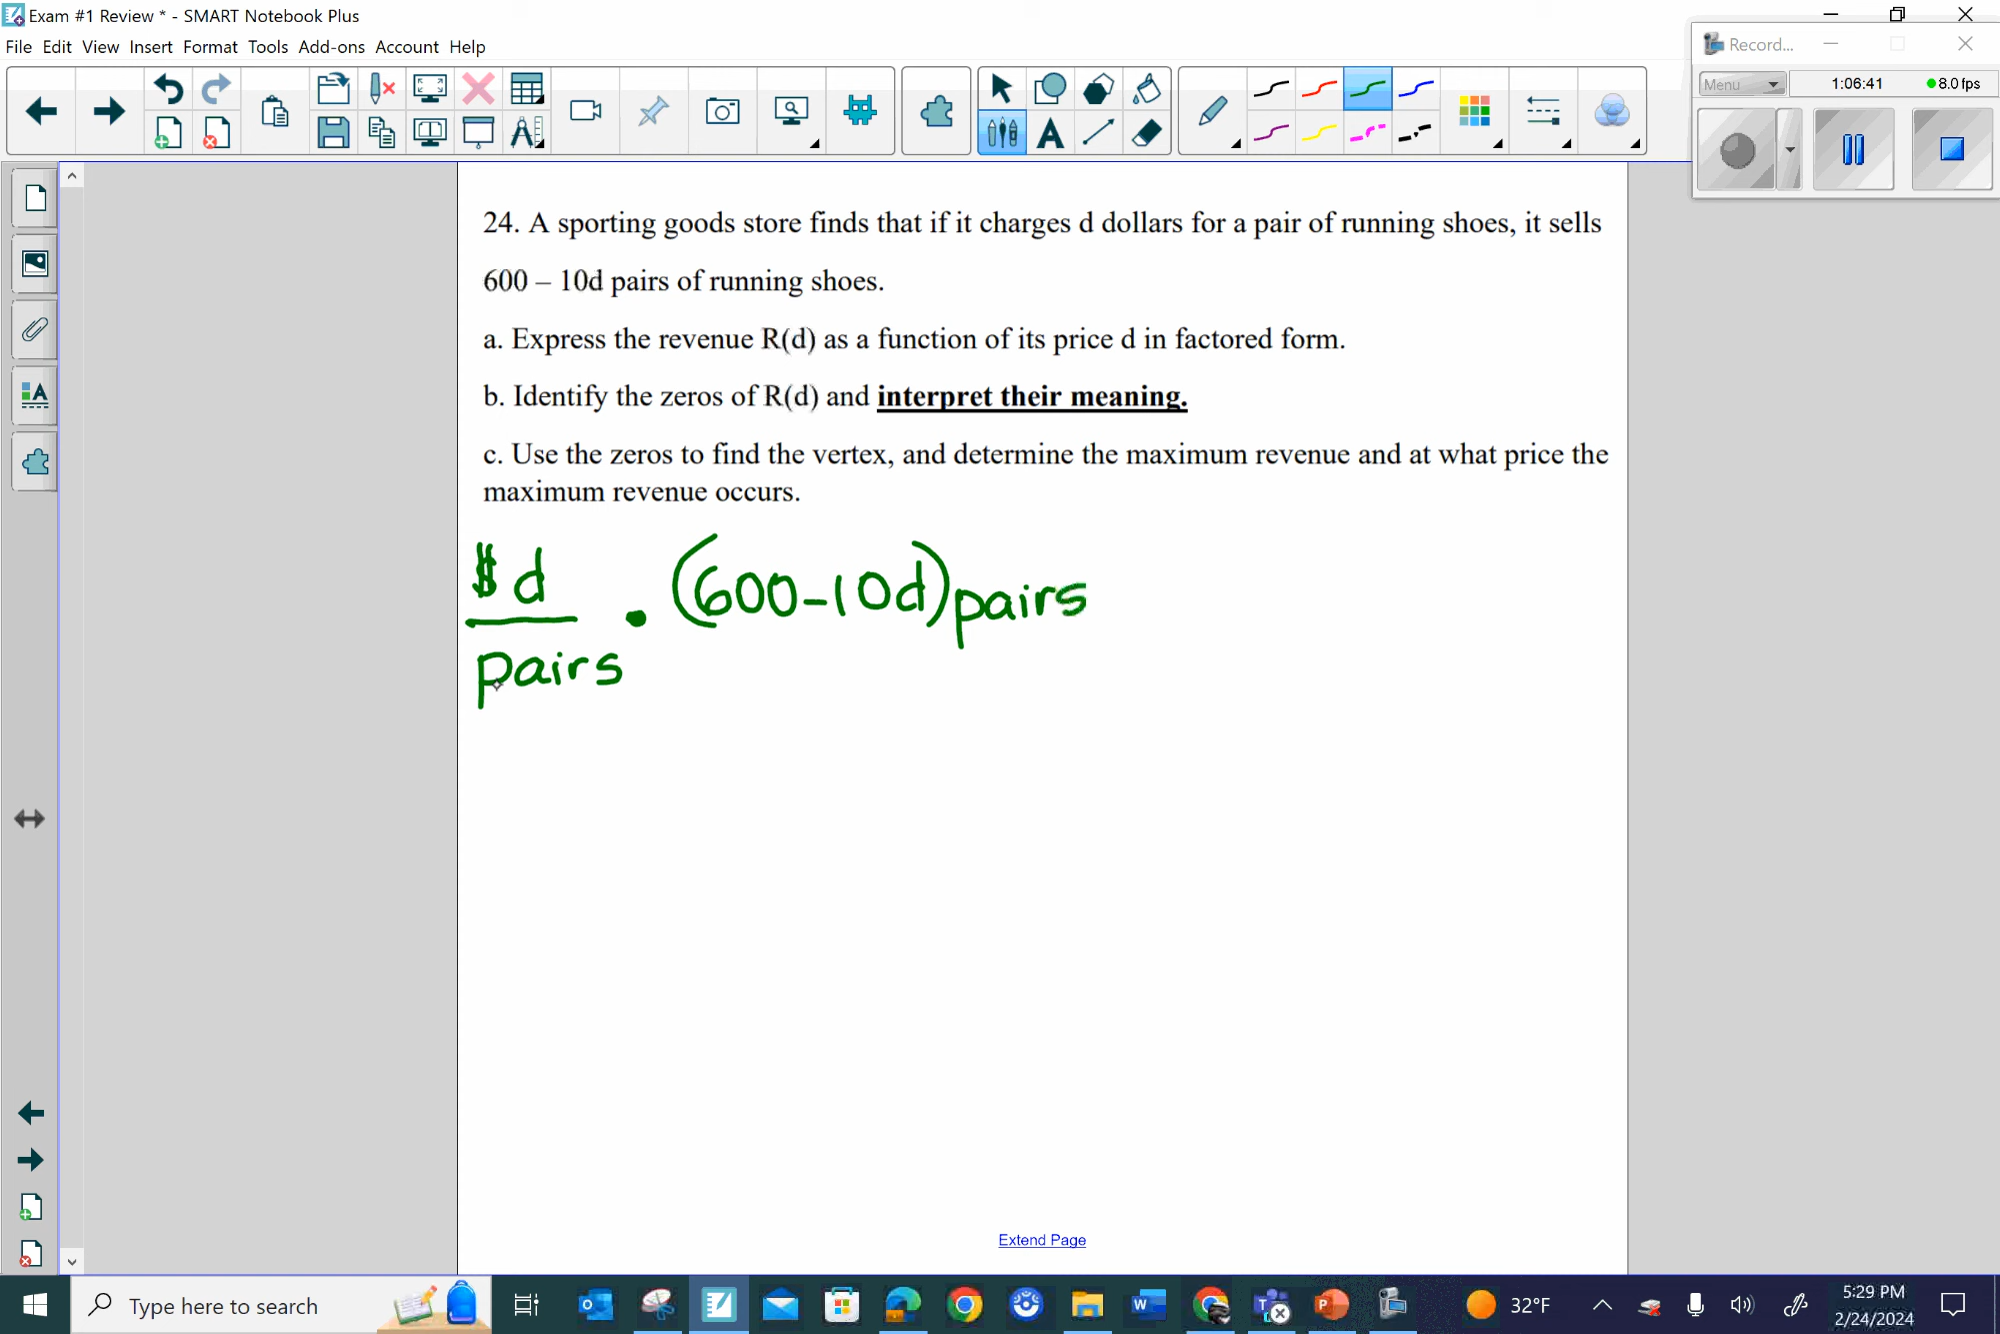 Exam #1 Review * - SMART Notebook Plus
File Edit View Insert Format Tools Add-ons Account Help
Record...
Menu 1:06:41 8.0 fps
24. A sporting goods store finds that if it charges d dollars for a pair of running shoes, it sells
600 – 10d pairs of running shoes.
a. Express the revenue R(d) as a function of its price d in factored form.
b. Identify the zeros of R(d) and interpret their meaning.
c. Use the zeros to find the vertex, and determine the maximum revenue and at what price the
maximum revenue occurs.
$ d
pairs
. (600-10d) pairs
Extend Page
Type here to search
32°F
5:29 PM
2/24/2024